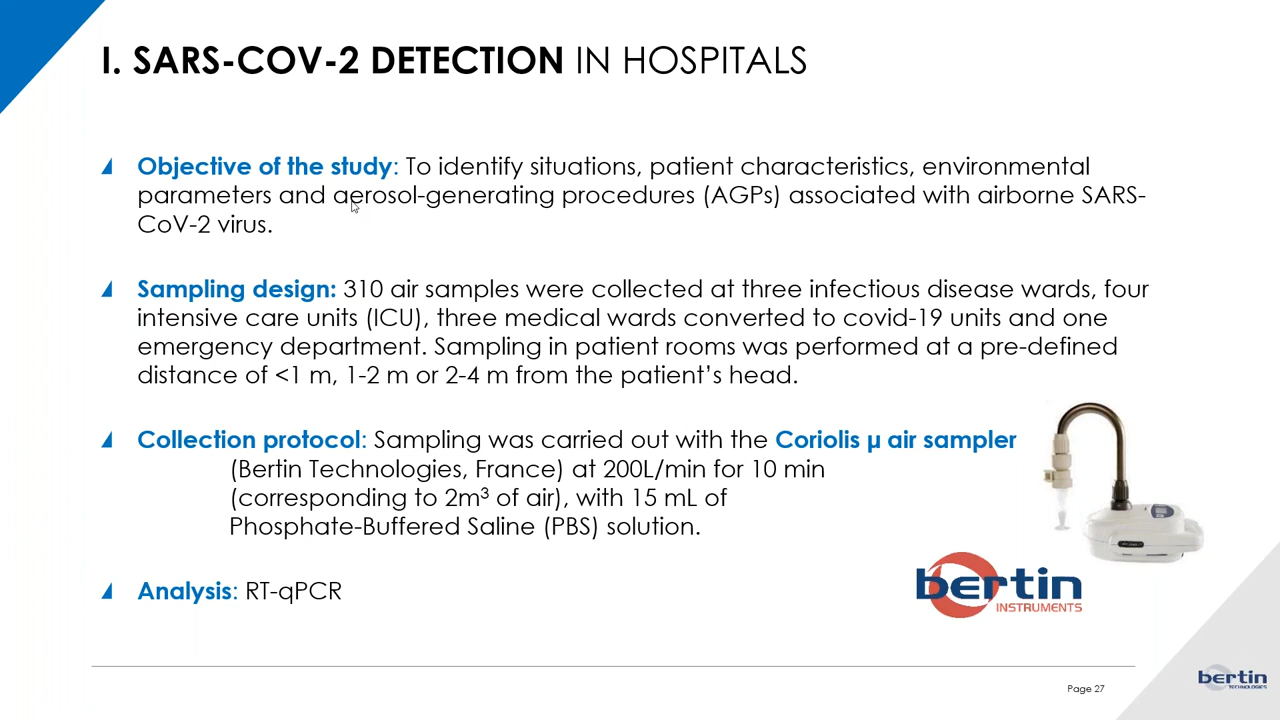 I. SARS-COV-2 DETECTION IN HOSPITALS
Objective of the study: To identify situations, patient characteristics, environmental
parameters and aerosol-generating procedures (AGPs) associated with airborne SARS-
CoV-2 virus.
Sampling design: 310 air samples were collected at three infectious disease wards, four
intensive care units (ICU), three medical wards converted to covid-19 units and one
emergency department. Sampling in patient rooms was performed at a pre-defined
distance of <1 m, 1-2 m or 2-4 m from the patient's head.
Collection protocol: Sampling was carried out with the Coriolis µ air sampler
(Bertin Technologies, France) at 200L/min for 10 min
(corresponding to 2m³ of air), with 15 mL of
Phosphate-Buffered Saline (PBS) solution.
Analysis: RT-qPCR
bertin
INSTRUMENTS
Page 27
bertin
TECHNOLOGIES